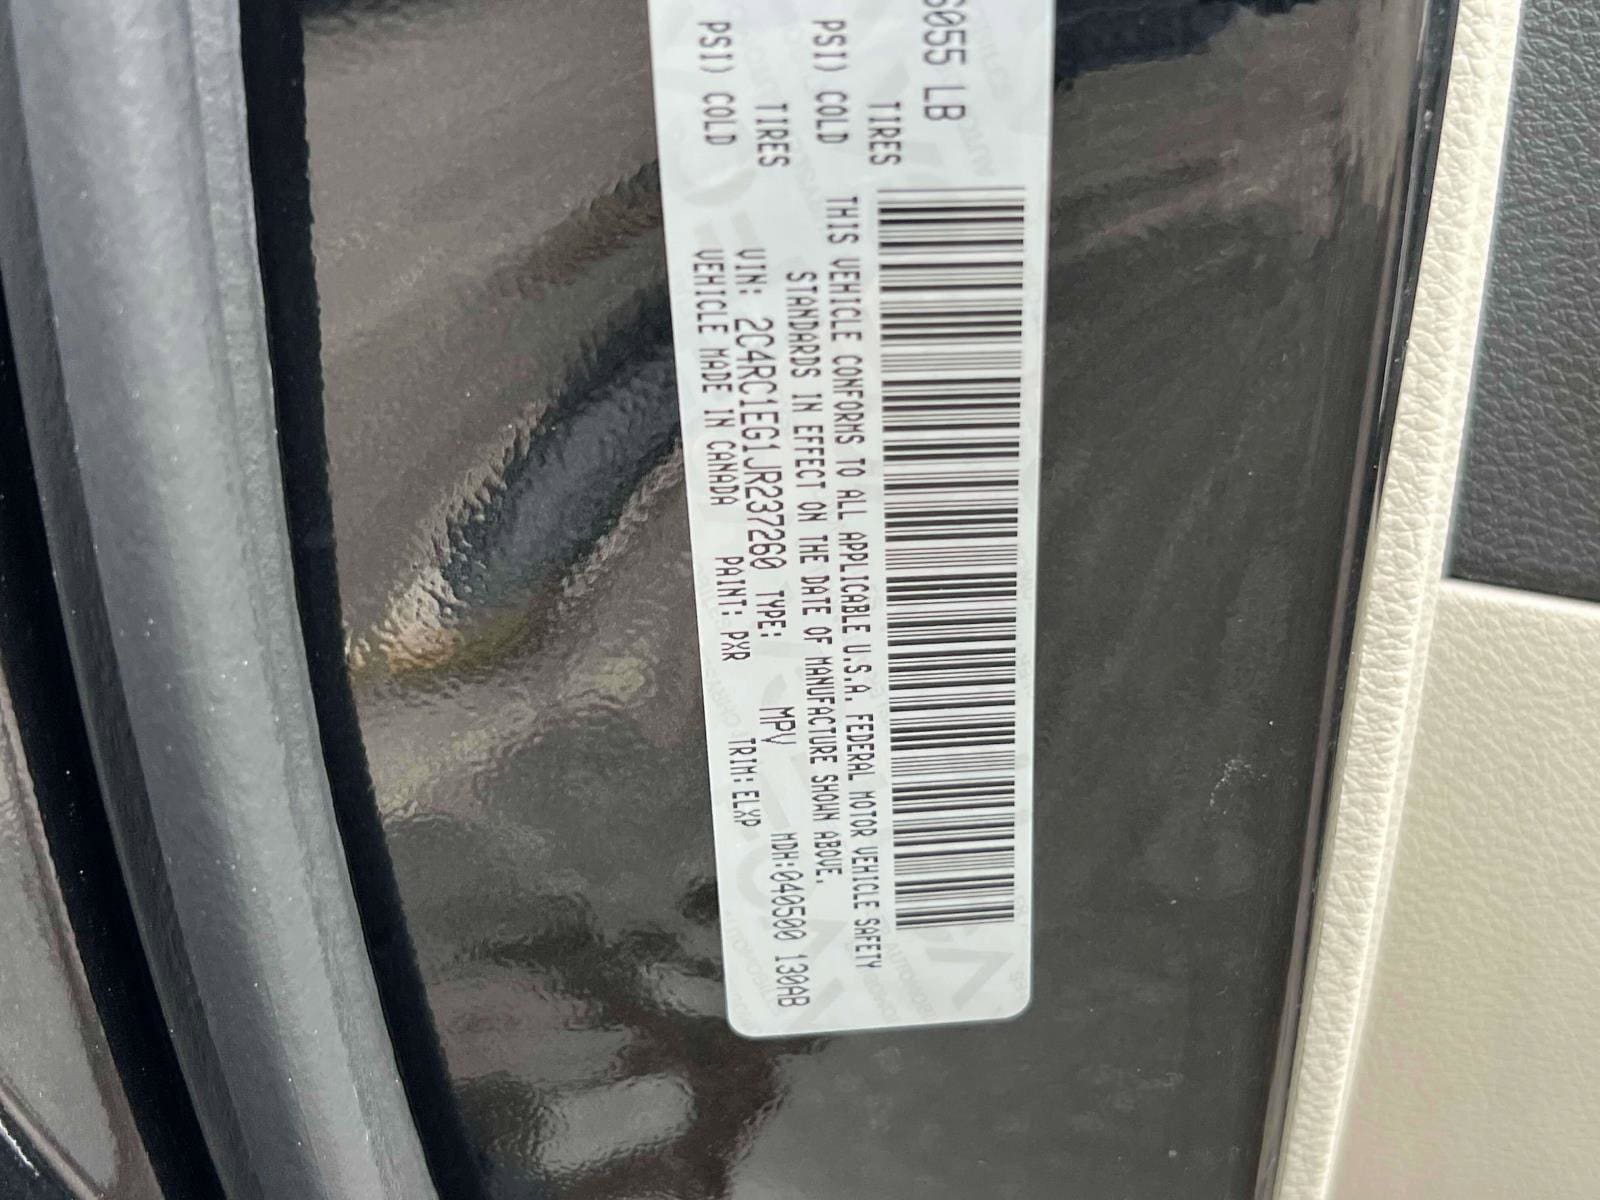 6055 LB
TIRES
PSI) COLD
TIRES
PSI) COLD
THIS VEHICLE CONFORMS TO ALL APPLICABLE U.S.A. FEDERAL MOTOR VEHICLE SAFETY
STANDARDS IN EFFECT ON THE DATE OF MANUFACTURE SHOWN ABOVE.
VIN: 2C4RC1EG1JR237260 TYPE: MPV MDH:040500 130AB
VEHICLE MADE IN CANADA PAINT: PXR TRIM:ELXP